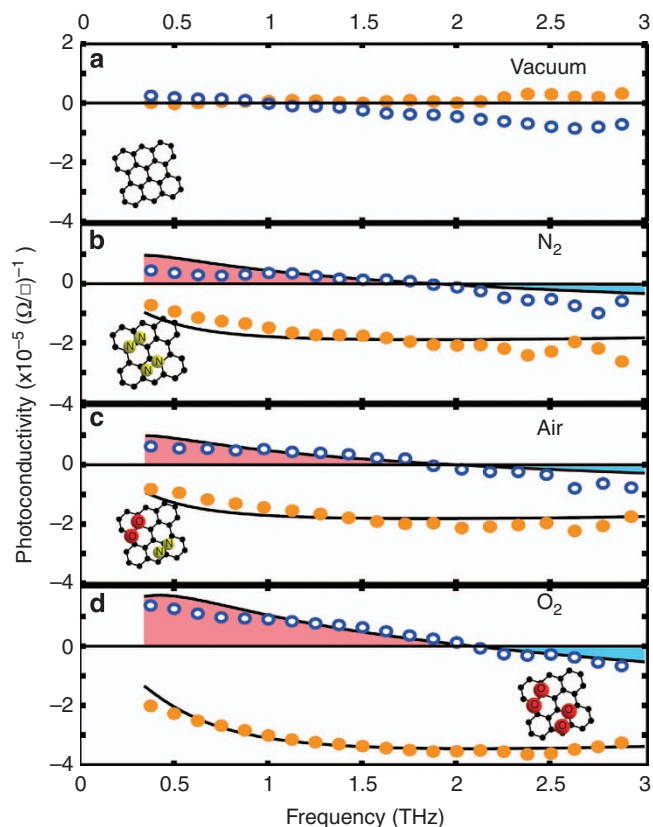 0 0.5 1 1.5 2 2.5 3
2
a
Vacuum
0
−2
−4
b
N₂
0
N N
N N
−2
−4
c
Air
0
O
O
N N
−2
−4
d
O₂
0
−2
O
O
O
O
−4
0.5 1 1.5 2 2.5 3
Photoconductivity (x10⁻⁵ (Ω/□)⁻¹)
Frequency (THz)